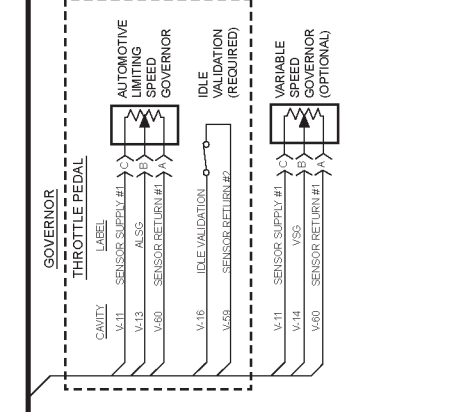 GOVERNOR
THROTTLE PEDAL
CAVITY
LABEL
AUTOMOTIVE
LIMITING
SPEED
GOVERNOR
V-11 SENSOR SUPPLY #1 C
V-13 ALSG B
V-60 SENSOR RETURN #1 A
IDLE
VALIDATION
(REQUIRED)
V-16 IDLE VALIDATION
V-59 SENSOR RETURN #2
VARIABLE
SPEED
GOVERNOR
(OPTIONAL)
V-11 SENSOR SUPPLY #1 C
V-14 VSG B
V-60 SENSOR RETURN #1 A